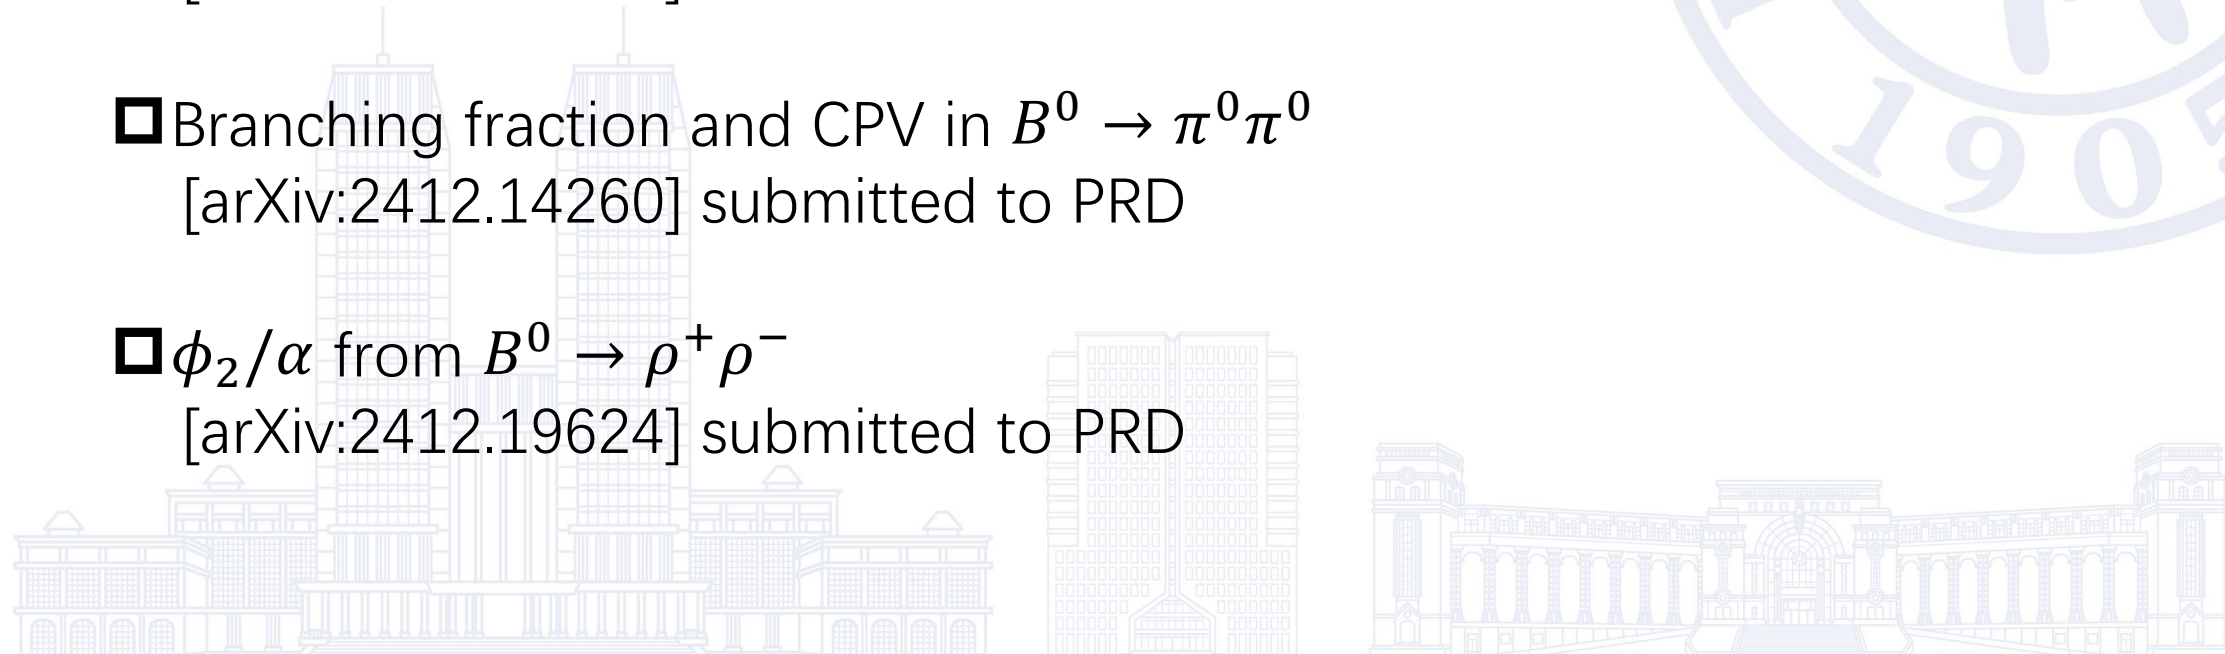 Branching fraction and CPV in 𝐵⁰ → 𝜋⁰𝜋⁰
[arXiv:2412.14260] submitted to PRD
𝜙₂/𝛼 from 𝐵⁰ → 𝜌⁺𝜌⁻
[arXiv:2412.19624] submitted to PRD
1905